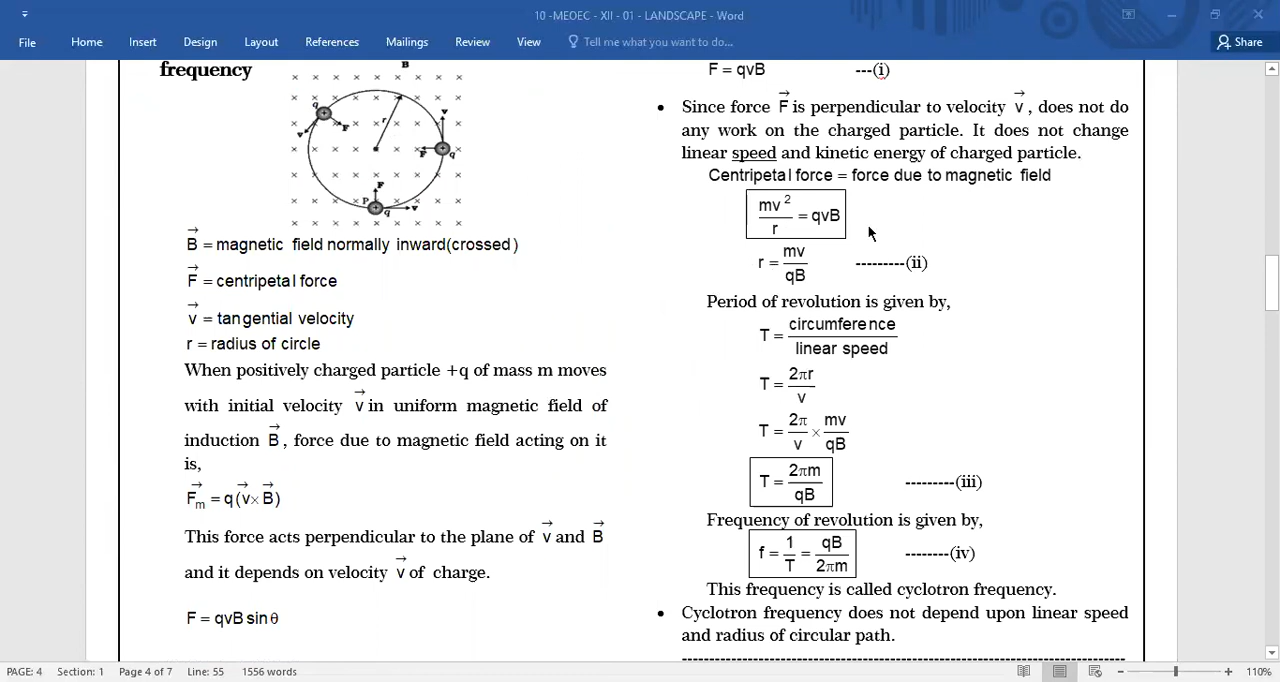 10 -MEOEC - XII - 01 - LANDSCAPE - Word
File Home Insert Design Layout References Mailings Review View Tell me what you want to do... Share
frequency
B
q
r
v
F
v
F
q
F
P
q
v
B⃗ = magnetic field normally inward(crossed)
F⃗ = centripetal force
v⃗ = tangential velocity
r = radius of circle
When positively charged particle +q of mass m moves
with initial velocity v⃗ in uniform magnetic field of
induction B⃗, force due to magnetic field acting on it
is,
F⃗m = q(v⃗× B⃗)
This force acts perpendicular to the plane of v⃗ and B⃗
and it depends on velocity v⃗ of charge.
F = qvB sin θ
F = qvB ---(i)
• Since force F⃗ is perpendicular to velocity v⃗, does not do
any work on the charged particle. It does not change
linear speed and kinetic energy of charged particle.
Centripetal force = force due to magnetic field
mv²/r = qvB
r = mv/qB ---------(ii)
Period of revolution is given by,
T = circumference/linear speed
T = 2πr/v
T = 2π/v × mv/qB
T = 2πm/qB ---------(iii)
Frequency of revolution is given by,
f = 1/T = qB/2πm --------(iv)
This frequency is called cyclotron frequency.
• Cyclotron frequency does not depend upon linear speed
and radius of circular path.
PAGE: 4 Section: 1 Page 4 of 7 Line: 55 1556 words 110%